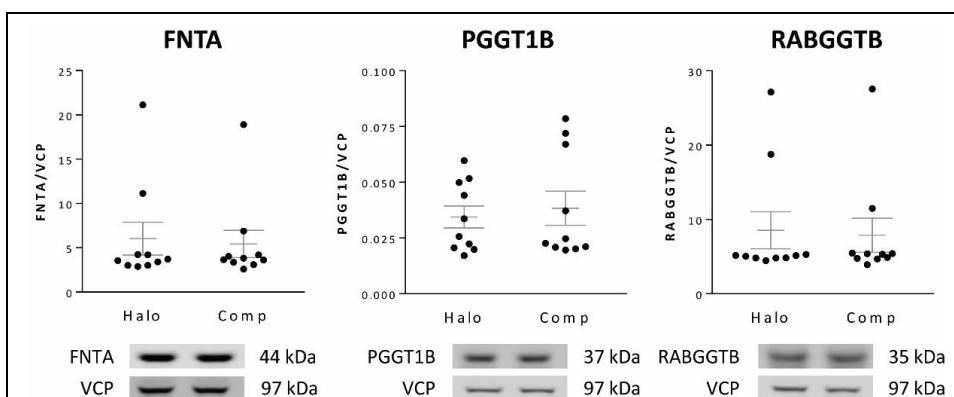 FNTA
PGGT1B
RABGGTB
FNTA/VCP
25
20
15
10
5
0
Halo
Comp
PGGT1B/VCP
0.100
0.075
0.050
0.025
0.000
Halo
Comp
RABGGTB/VCP
30
20
10
0
Halo
Comp
FNTA 44 kDa
VCP 97 kDa
PGGT1B 37 kDa
VCP 97 kDa
RABGGTB 35 kDa
VCP 97 kDa